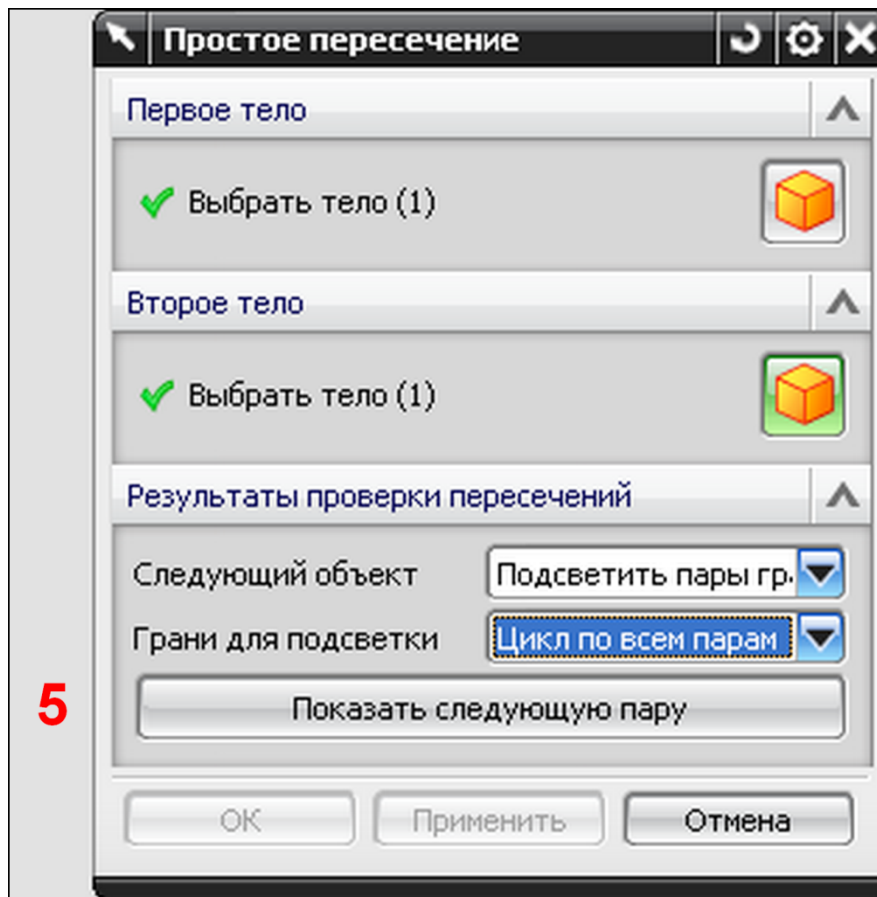 Простое пересечение
Первое тело
Выбрать тело (1)
Второе тело
Выбрать тело (1)
Результаты проверки пересечений
Следующий объект Подсветить пары гр
Грани для подсветки Цикл по всем парам
5 Показать следующую пару
ОК Применить Отмена